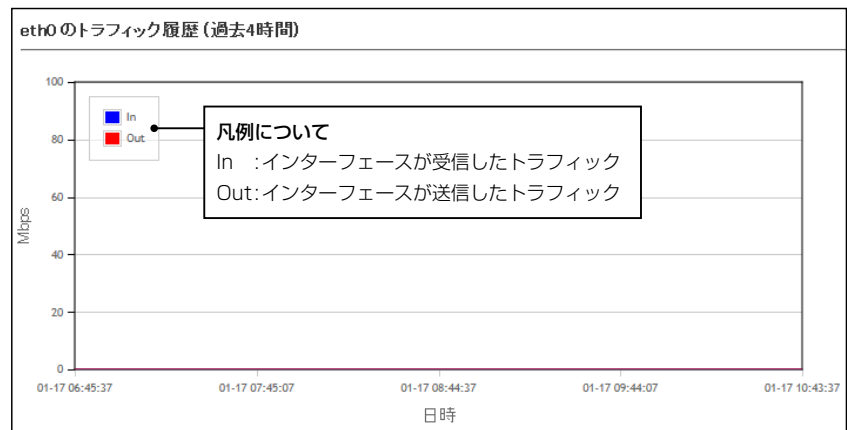 eth0のトラフィック履歴(過去4時間)
100
80
60
40
20
0
Mbps
In
Out
凡例について
In :インターフェースが受信したトラフィック
Out:インターフェースが送信したトラフィック
01-17 06:45:37
01-17 07:45:07
01-17 08:44:37
01-17 09:44:07
01-17 10:43:37
日時